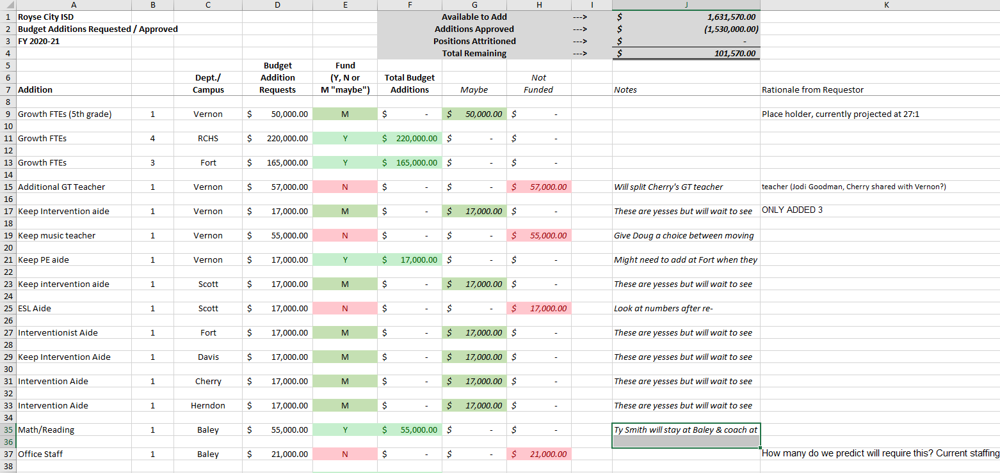 A B C D E F G H I J K
1 Royse City ISD Available to Add ---> $ 1,631,570.00
2 Budget Additions Requested / Approved Additions Approved ---> $ (1,530,000.00)
3 FY 2020-21 Positions Attritioned ---> $ -
4 Total Remaining ---> $ 101,570.00
5 Budget Fund
6 Dept./ Addition (Y, N or Total Budget Not
7 Addition Campus Requests M "maybe") Additions Maybe Funded Notes Rationale from Requestor
8
9 Growth FTEs (5th grade) 1 Vernon $ 50,000.00 M $ - $ 50,000.00 $ - Place holder, currently projected at 27:1
10
11 Growth FTEs 4 RCHS $ 220,000.00 Y $ 220,000.00 $ - $ -
12
13 Growth FTEs 3 Fort $ 165,000.00 Y $ 165,000.00 $ - $ -
14
15 Additional GT Teacher 1 Vernon $ 57,000.00 N $ - $ - $ 57,000.00 Will split Cherry's GT teacher teacher (Jodi Goodman, Cherry shared with Vernon?)
16
17 Keep Intervention aide 1 Vernon $ 17,000.00 M $ - $ 17,000.00 $ - These are yesses but will wait to see ONLY ADDED 3
18
19 Keep music teacher 1 Vernon $ 55,000.00 N $ - $ - $ 55,000.00 Give Doug a choice between moving
20
21 Keep PE aide 1 Vernon $ 17,000.00 Y $ 17,000.00 $ - $ - Might need to add at Fort when they
22
23 Keep intervention aide 1 Scott $ 17,000.00 M $ - $ 17,000.00 $ - These are yesses but will wait to see
24
25 ESL Aide 1 Scott $ 17,000.00 N $ - $ - $ 17,000.00 Look at numbers after re-
26
27 Interventionist Aide 1 Fort $ 17,000.00 M $ - $ 17,000.00 $ - These are yesses but will wait to see
28
29 Keep Intervention Aide 1 Davis $ 17,000.00 M $ - $ 17,000.00 $ - These are yesses but will wait to see
30
31 Intervention Aide 1 Cherry $ 17,000.00 M $ - $ 17,000.00 $ - These are yesses but will wait to see
32
33 Intervention Aide 1 Herndon $ 17,000.00 M $ - $ 17,000.00 $ - These are yesses but will wait to see
34
35 Math/Reading 1 Baley $ 55,000.00 Y $ 55,000.00 $ - $ - Ty Smith will stay at Baley & coach at
36
37 Office Staff 1 Baley $ 21,000.00 N $ - $ - $ 21,000.00 How many do we predict will require this? Current staffing
38